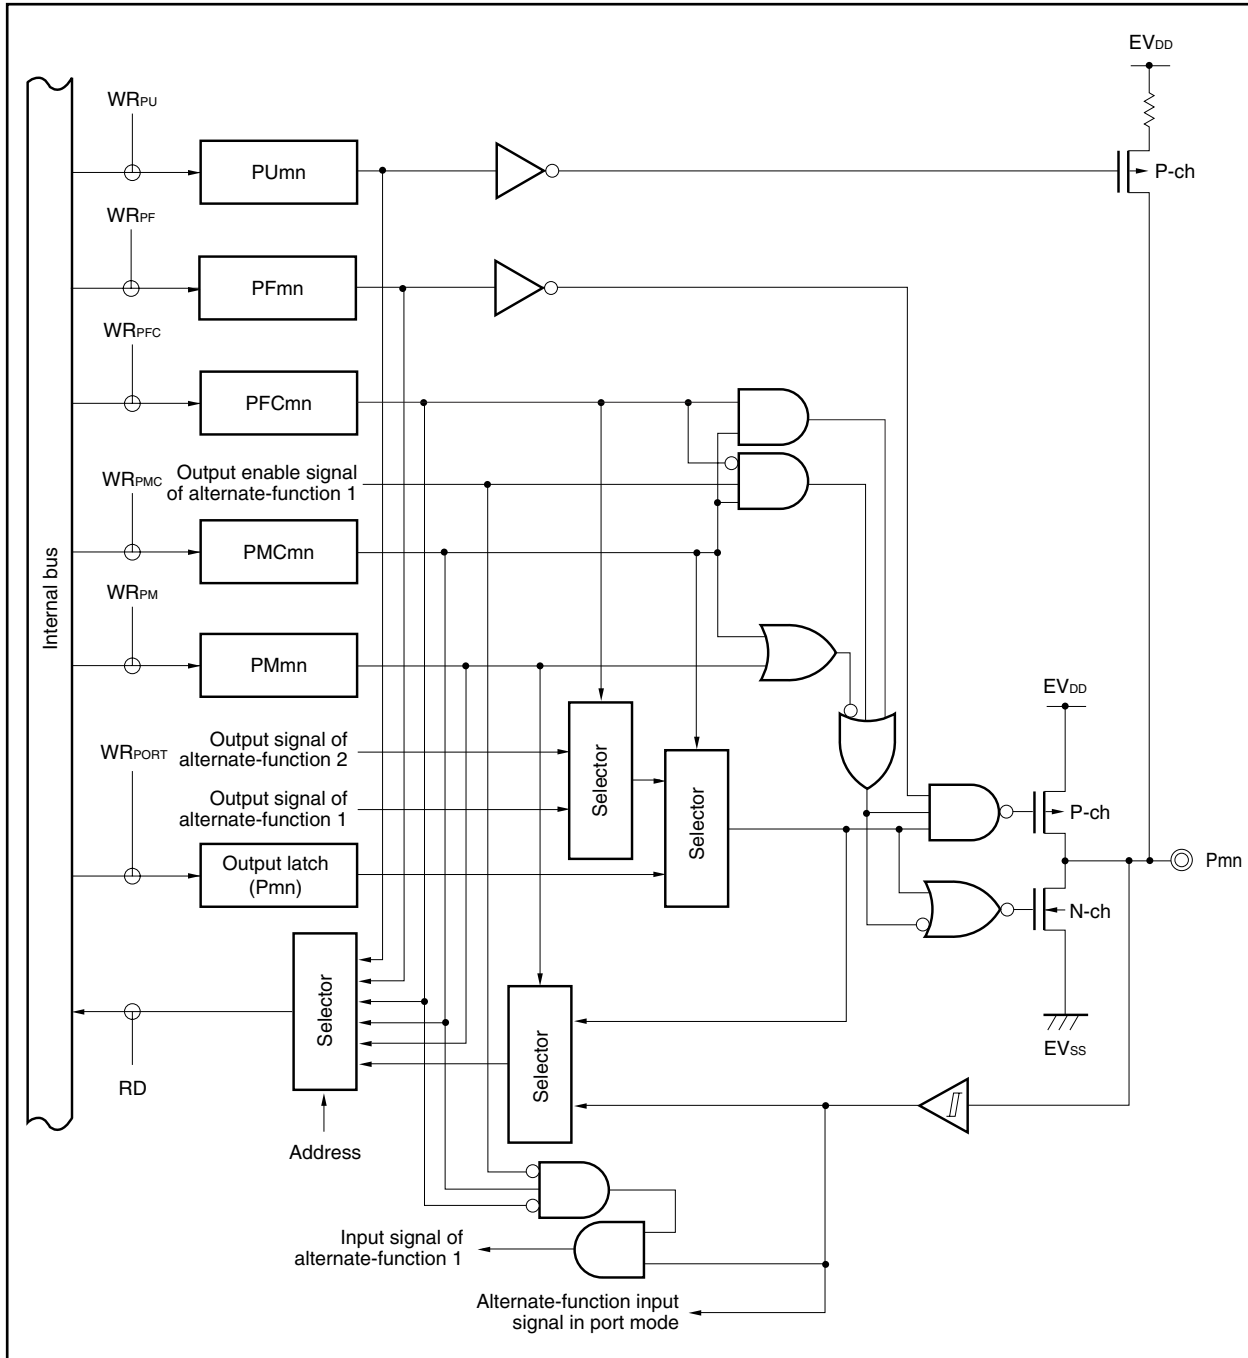 EVDD
WRPU
PUmn
P-ch
WRPF
PFmn
WRPFC
PFCmn
WRPMC
Output enable signal
of alternate-function 1
PMCmn
Internal bus
WRPM
PMmn
EVDD
WRPORT
Output signal of
alternate-function 2
Selector
Output signal of
alternate-function 1
Selector
P-ch
Output latch
(Pmn)
Pmn
N-ch
Selector
Selector
EVSS
RD
Address
Input signal of
alternate-function 1
Alternate-function input
signal in port mode